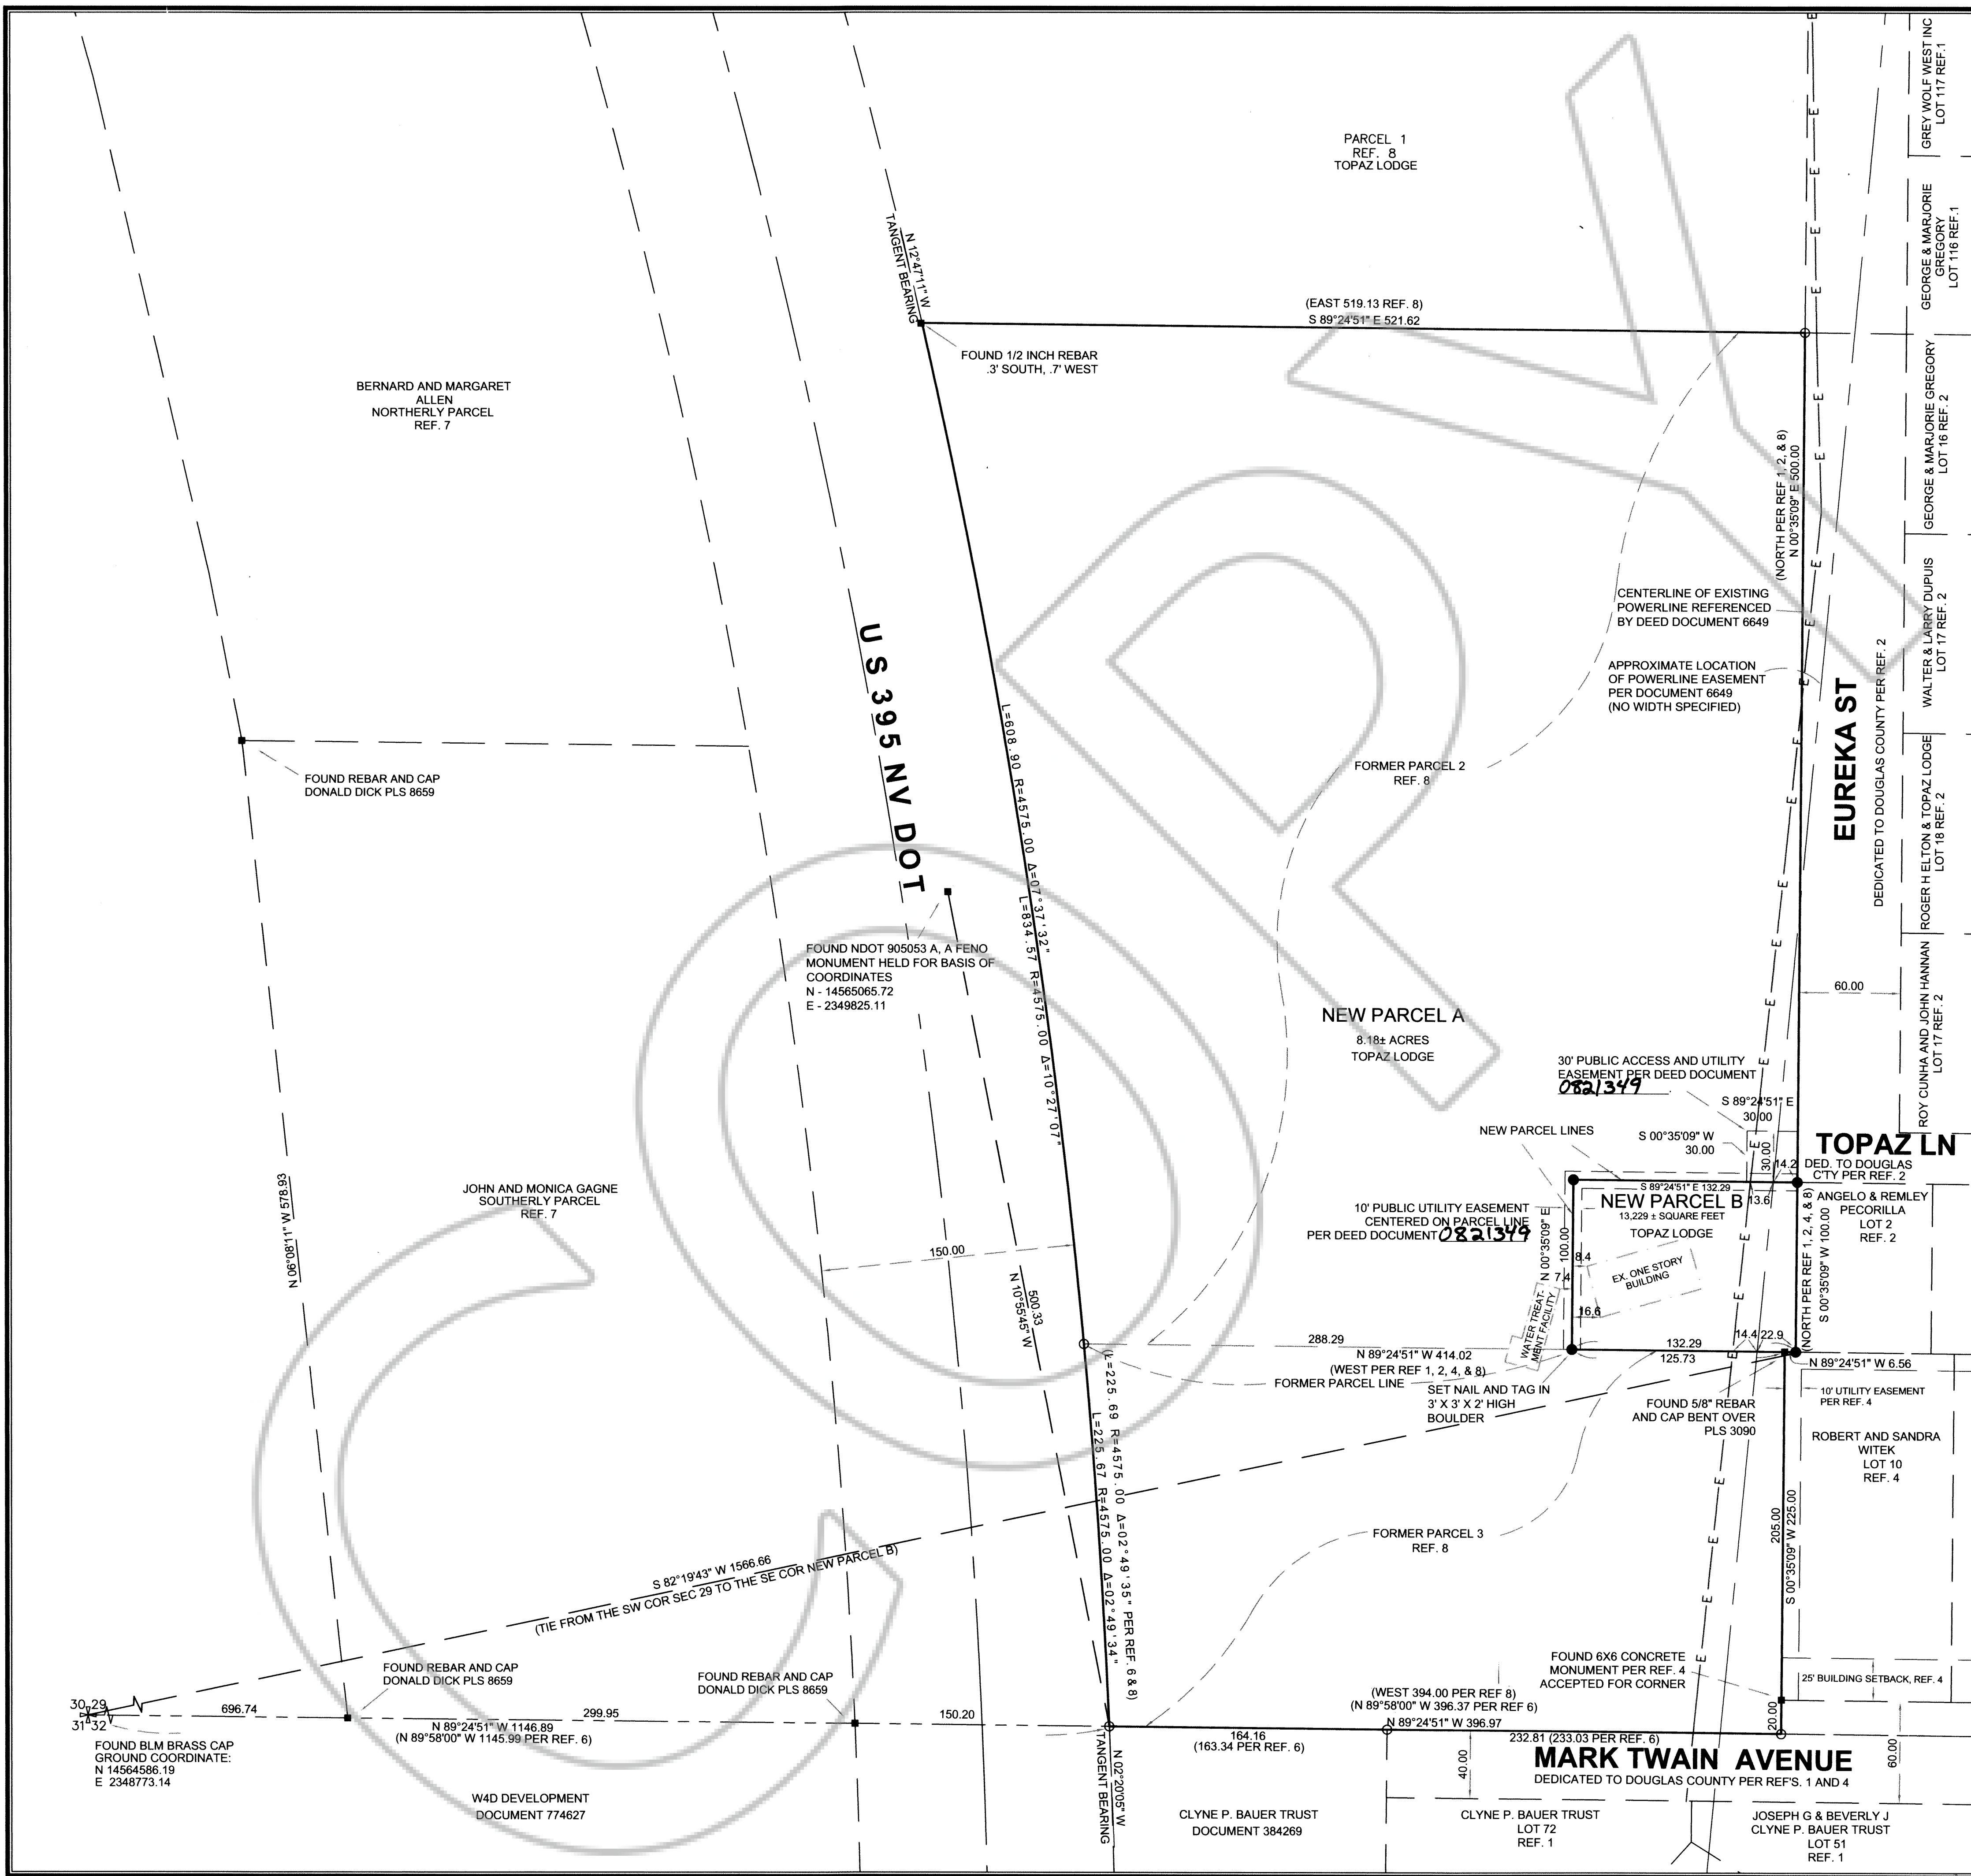 PARCEL 1
REF. 8
TOPAZ LODGE
GREY WOLF WEST INC
LOT 117 REF.1
GEORGE & MARJORIE
GREGORY
LOT 116 REF.1
GEORGE & MARJORIE GREGORY
LOT 16 REF. 2
WALTER & LARRY DUPUIS
LOT 17 REF. 2
ROGER H ELTON & TOPAZ LODGE
LOT 18 REF. 2
ROY CUNHA AND JOHN HANNAN
LOT 17 REF. 2
N 12°47'11" W
TANGENT BEARING
(EAST 519.13 REF. 8)
S 89°24'51" E 521.62
FOUND 1/2 INCH REBAR
.3' SOUTH, .7' WEST
BERNARD AND MARGARET
ALLEN
NORTHERLY PARCEL
REF. 7
(NORTH PER REF 1, 2, & 8)
N 00°35'09" E 500.00
CENTERLINE OF EXISTING
POWERLINE REFERENCED
BY DEED DOCUMENT 6649
APPROXIMATE LOCATION
OF POWERLINE EASEMENT
PER DOCUMENT 6649
(NO WIDTH SPECIFIED)
EUREKA ST
DEDICATED TO DOUGLAS COUNTY PER REF. 2
U S 395 NV DOT
L=608.90 R=4575.00 Δ=07°37'32"
L=834.57 R=4575.00 Δ=10°27'07"
FOUND REBAR AND CAP
DONALD DICK PLS 8659
FORMER PARCEL 2
REF. 8
FOUND NDOT 905053 A, A FENO
MONUMENT HELD FOR BASIS OF
COORDINATES
N - 14565065.72
E - 2349825.11
60.00
NEW PARCEL A
8.18± ACRES
TOPAZ LODGE
30' PUBLIC ACCESS AND UTILITY
EASEMENT PER DEED DOCUMENT
0821349
S 89°24'51" E
30.00
NEW PARCEL LINES
S 00°35'09" W
30.00
30.00
14.2
TOPAZ LN
DED. TO DOUGLAS
C'TY PER REF. 2
S 89°24'51" E 132.29
NEW PARCEL B
13.6
13,229 ± SQUARE FEET
TOPAZ LODGE
ANGELO & REMLEY
PECORILLA
LOT 2
REF. 2
10' PUBLIC UTILITY EASEMENT
CENTERED ON PARCEL LINE
PER DEED DOCUMENT 0821349
N 00°35'09" E
100.00
8.4
7.4
16.6
EX. ONE STORY
BUILDING
WATER TREAT-
MENT FACILITY
(NORTH PER REF 1, 2, 4, & 8)
S 00°35'09" W 100.00
JOHN AND MONICA GAGNE
SOUTHERLY PARCEL
REF. 7
N 06°08'11" W 578.93
150.00
500.33
N 10°55'45" W
288.29
132.29
14.4
22.9
N 89°24'51" W 414.02
125.73
(WEST PER REF 1, 2, 4, & 8)
FORMER PARCEL LINE
N 89°24'51" W 6.56
SET NAIL AND TAG IN
3' X 3' X 2' HIGH
BOULDER
FOUND 5/8" REBAR
AND CAP BENT OVER
PLS 3090
10' UTILITY EASEMENT
PER REF. 4
ROBERT AND SANDRA
WITEK
LOT 10
REF. 4
(L=225.69 R=4575.00 Δ=02°49'35" PER REF. 6 & 8)
L=225.67 R=4575.00 Δ=02°49'34"
205.00
S 00°35'09" W 225.00
FORMER PARCEL 3
REF. 8
S 82°19'43" W 1566.66
(TIE FROM THE SW COR SEC 29 TO THE SE COR NEW PARCEL B)
FOUND 6X6 CONCRETE
MONUMENT PER REF. 4
ACCEPTED FOR CORNER
25' BUILDING SETBACK, REF. 4
20.00
FOUND REBAR AND CAP
DONALD DICK PLS 8659
FOUND REBAR AND CAP
DONALD DICK PLS 8659
30 29
31 32
696.74
299.95
150.20
N 89°24'51" W 1146.89
(N 89°58'00" W 1145.99 PER REF. 6)
FOUND BLM BRASS CAP
GROUND COORDINATE:
N 14564586.19
E 2348773.14
(WEST 394.00 PER REF 8)
(N 89°58'00" W 396.37 PER REF 6)
N 89°24'51" W 396.97
164.16
(163.34 PER REF. 6)
232.81 (233.03 PER REF. 6)
MARK TWAIN AVENUE
DEDICATED TO DOUGLAS COUNTY PER REF'S. 1 AND 4
40.00
60.00
N 02°20'05" W
TANGENT BEARING
W4D DEVELOPMENT
DOCUMENT 774627
CLYNE P. BAUER TRUST
DOCUMENT 384269
CLYNE P. BAUER TRUST
LOT 72
REF. 1
JOSEPH G & BEVERLY J
CLYNE P. BAUER TRUST
LOT 51
REF. 1
COPY
E E E E E E E E E E E E E E E E E E E E E E